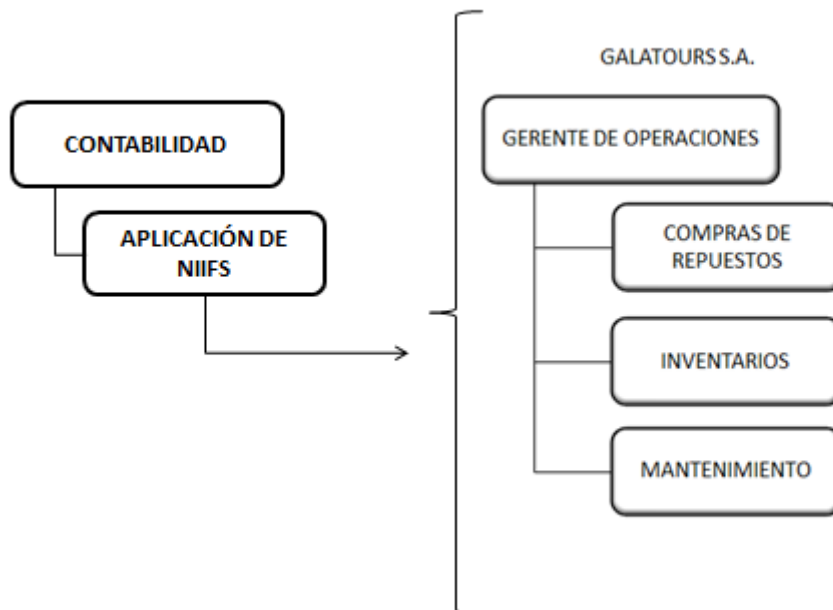 CONTABILIDAD
APLICACIÓN DE
NIIFS
GALATOURS S.A.
GERENTE DE OPERACIONES
COMPRAS DE
REPUESTOS
INVENTARIOS
MANTENIMIENTO